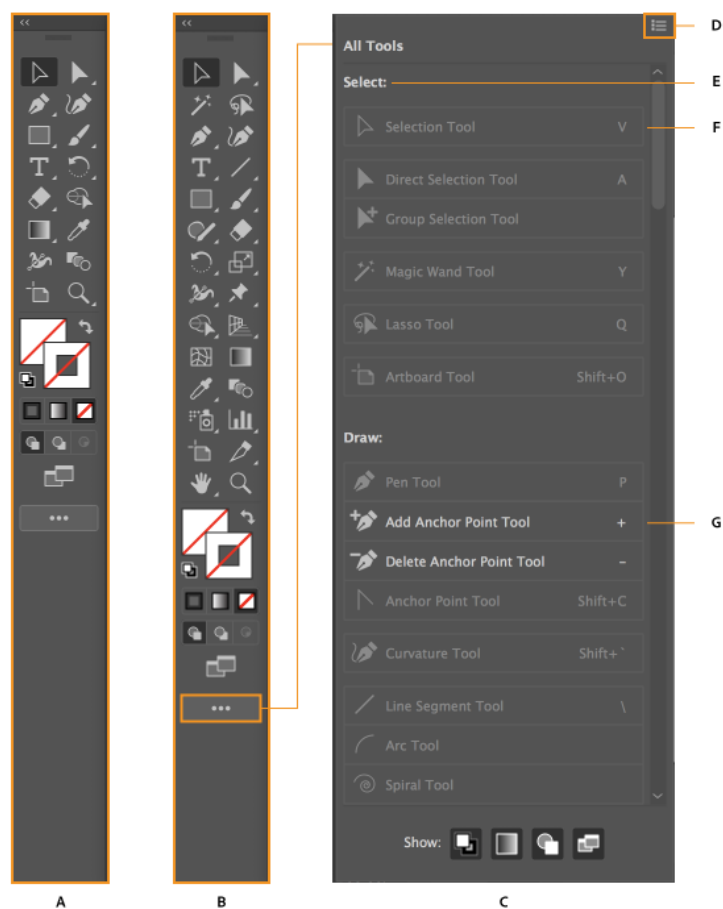 <<
<<
D
All Tools
Select:
E
Selection Tool V
F
Direct Selection Tool A
Group Selection Tool
Magic Wand Tool Y
Lasso Tool Q
Artboard Tool Shift+O
Draw:
Pen Tool P
Add Anchor Point Tool +
G
Delete Anchor Point Tool -
Anchor Point Tool Shift+C
Curvature Tool Shift+`
Line Segment Tool \
Arc Tool
Spiral Tool
Show:
A
B
C